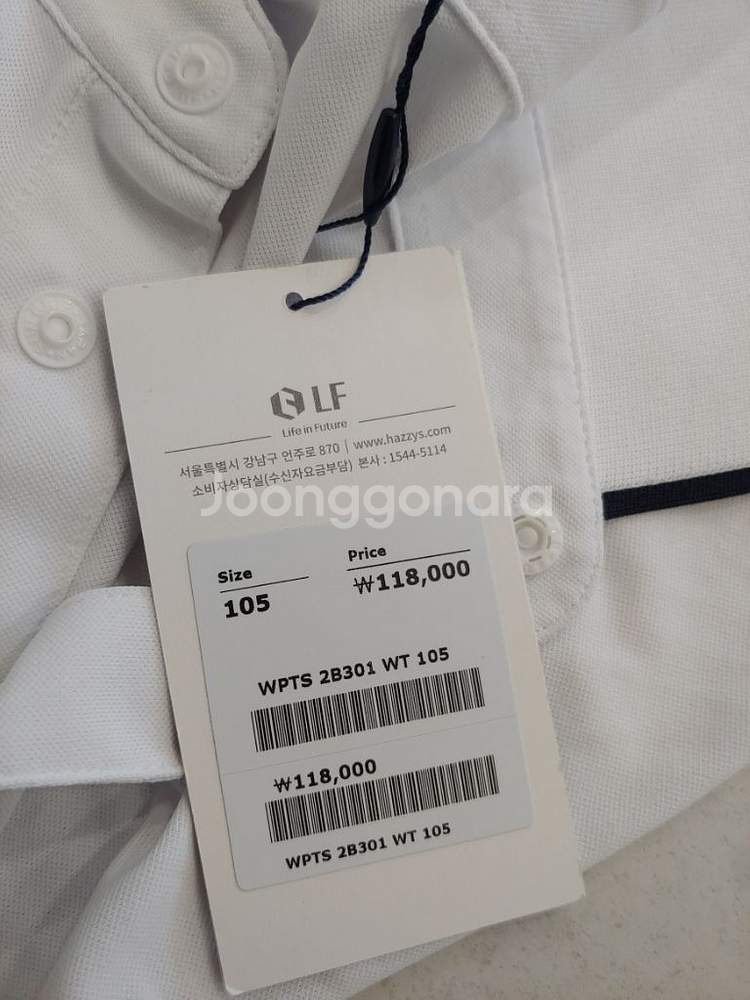 LF
Life in Future
서울특별시 강남구 언주로 870 | www.hazzys.com
소비자상담실(수신자요금부담) 본사 : 1544-5114
Joonggonara
Size
105
Price
₩118,000
WPTS 2B301 WT 105
₩118,000
WPTS 2B301 WT 105